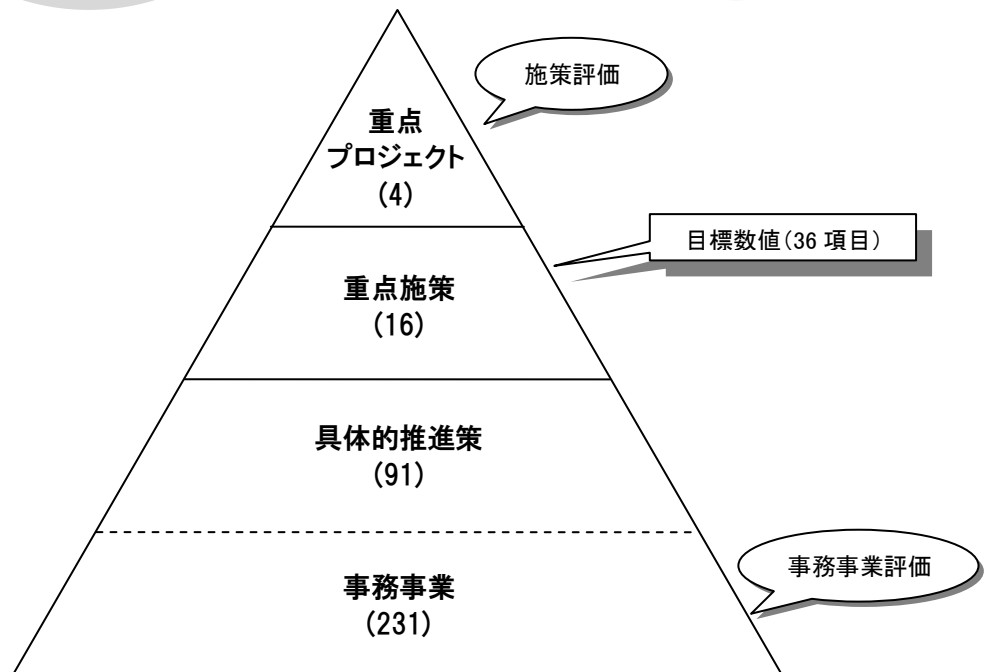 施策評価
重点
プロジェクト
(4)
目標数値(36 項目)
重点施策
(16)
具体的推進策
(91)
事務事業評価
事務事業
(231)